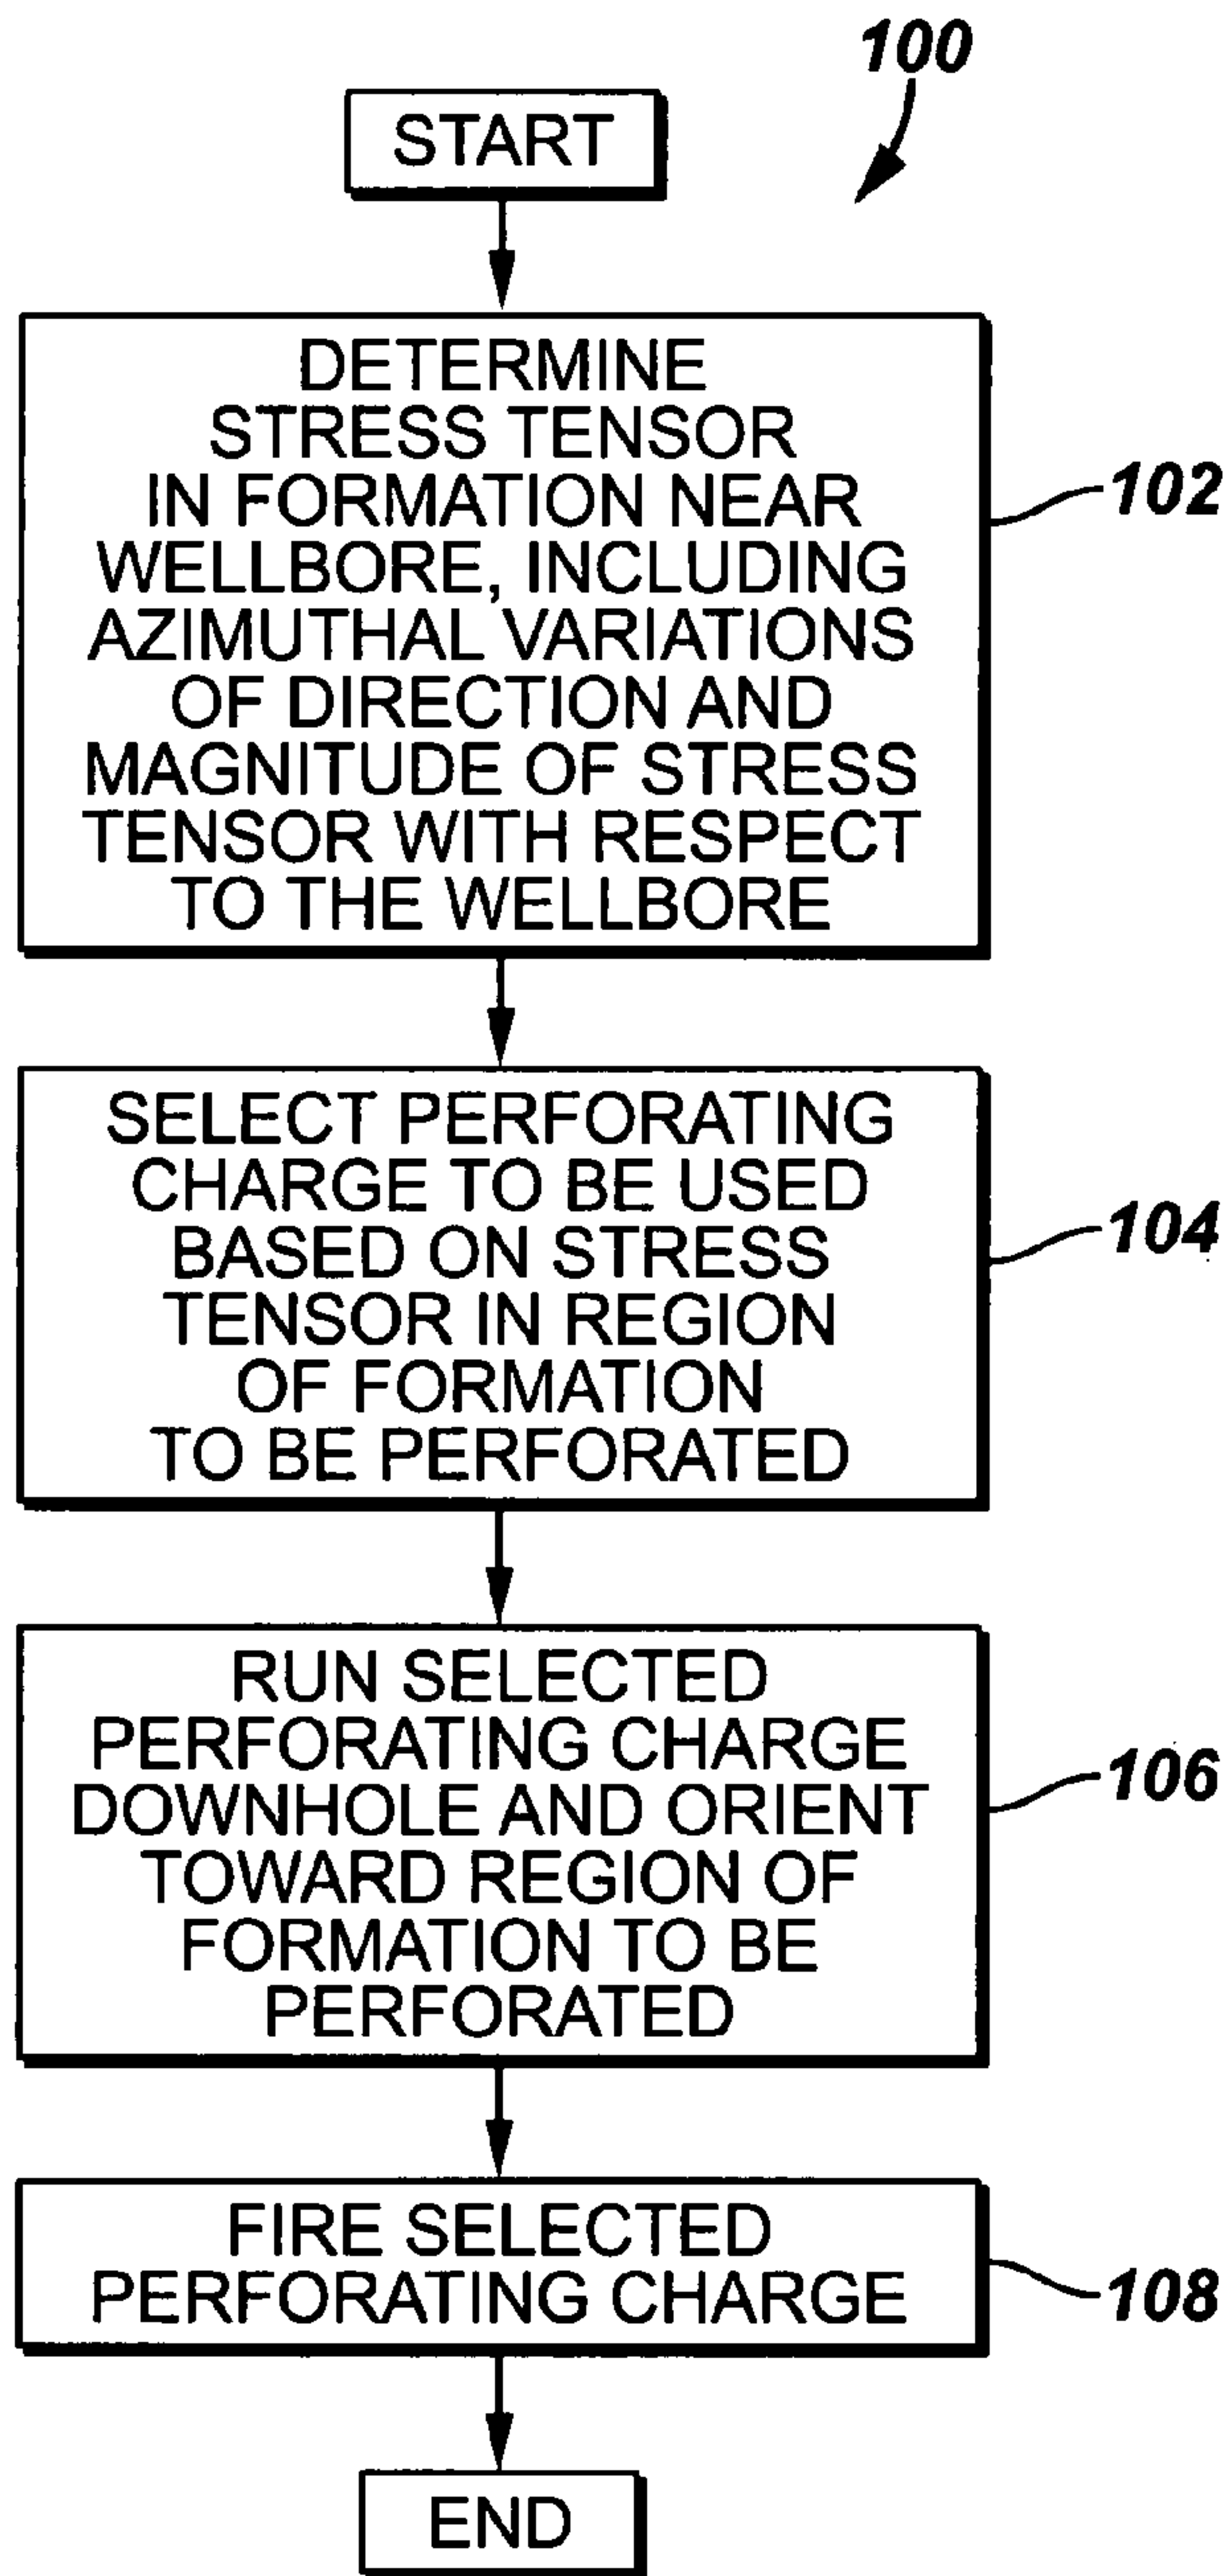 100
START
DETERMINE
STRESS TENSOR
IN FORMATION NEAR
WELLBORE, INCLUDING
AZIMUTHAL VARIATIONS
OF DIRECTION AND
MAGNITUDE OF STRESS
TENSOR WITH RESPECT
TO THE WELLBORE
102
SELECT PERFORATING
CHARGE TO BE USED
BASED ON STRESS
TENSOR IN REGION
OF FORMATION
TO BE PERFORATED
104
RUN SELECTED
PERFORATING CHARGE
DOWNHOLE AND ORIENT
TOWARD REGION OF
FORMATION TO BE
PERFORATED
106
FIRE SELECTED
PERFORATING CHARGE
108
END